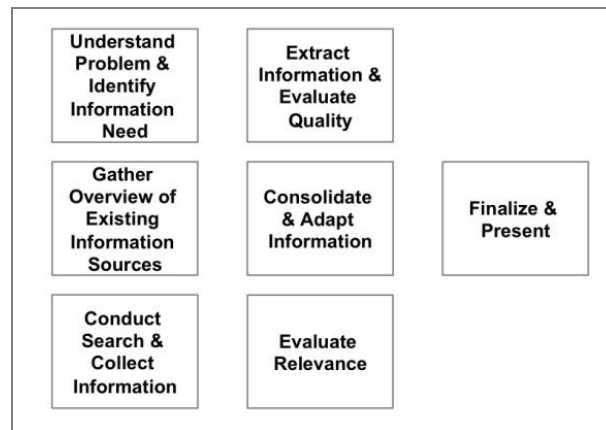 Understand
Problem &
Identify
Information
Need
Extract
Information &
Evaluate
Quality
Gather
Overview of
Existing
Information
Sources
Consolidate
& Adapt
Information
Finalize &
Present
Conduct
Search &
Collect
Information
Evaluate
Relevance